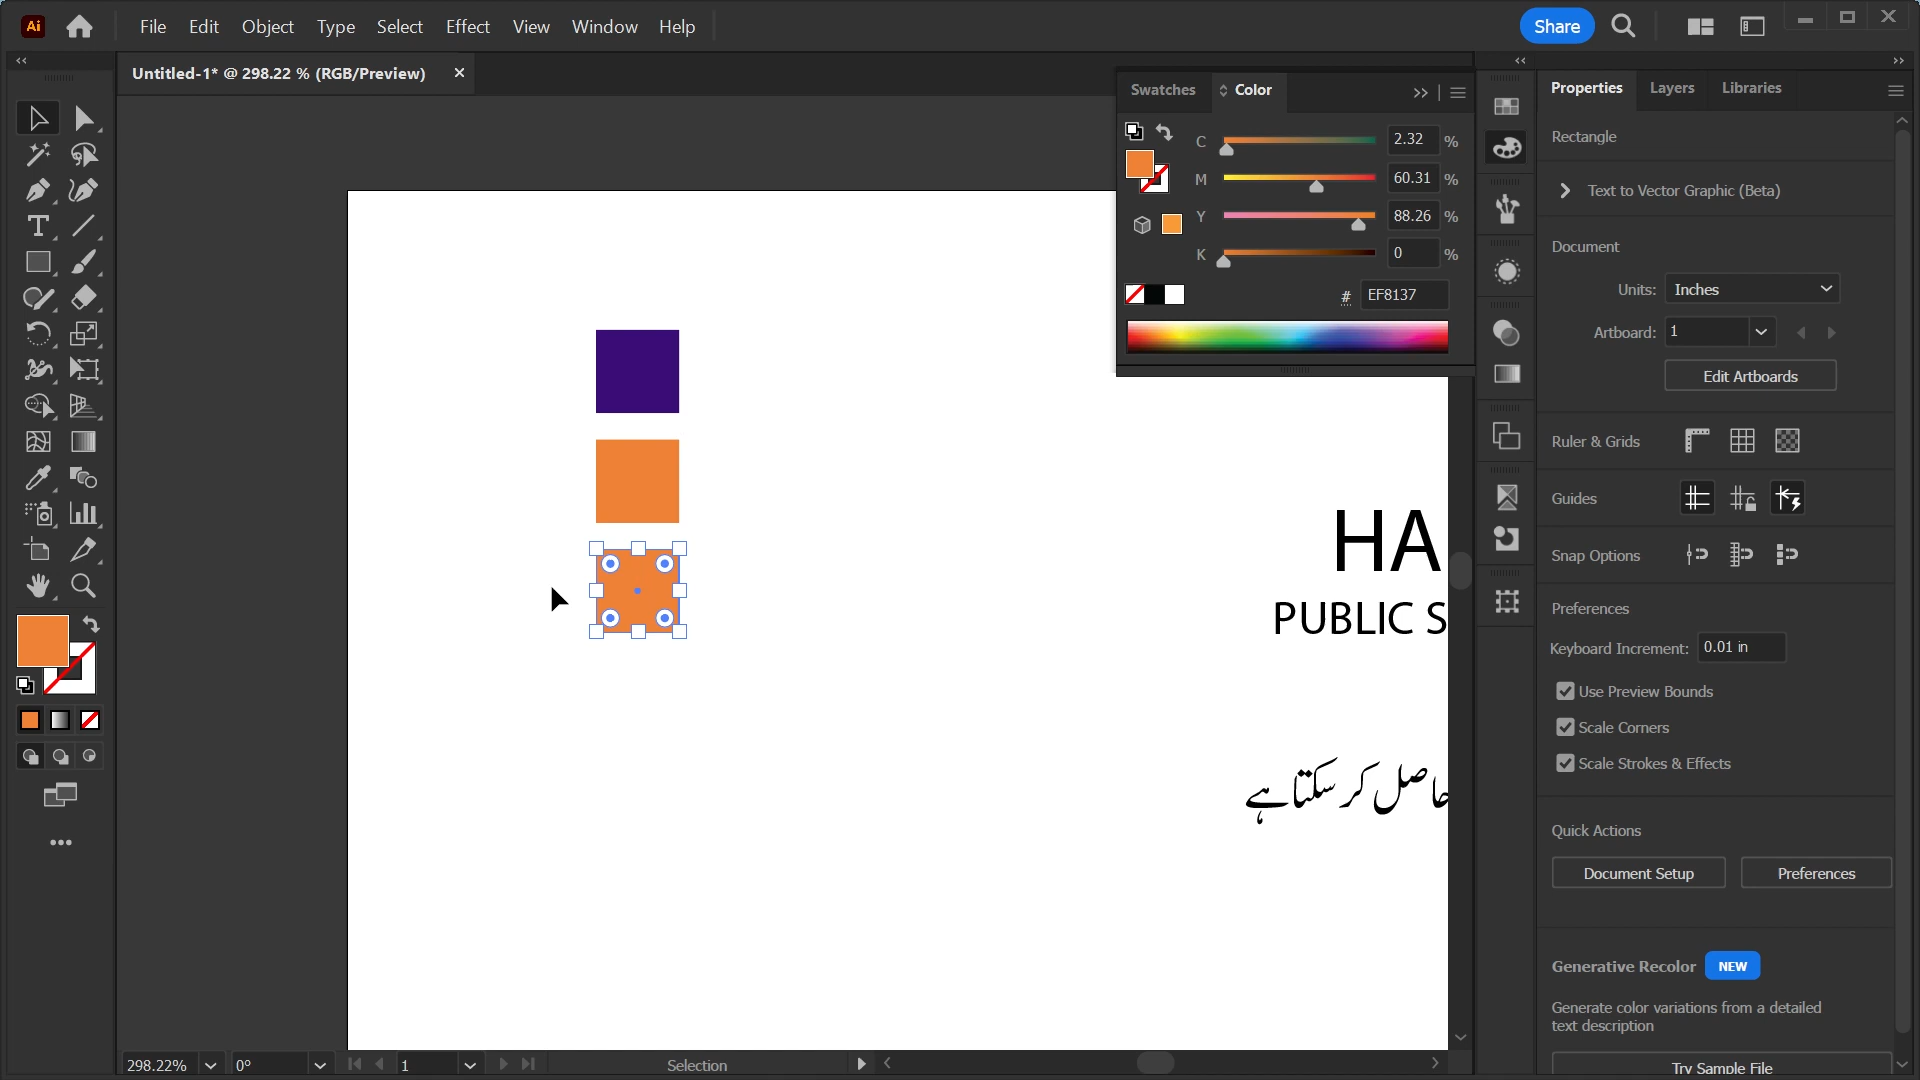 File Edit Object Type Select Effect View Window Help
Share
Untitled-1* @ 298.22 % (RGB/Preview)
Swatches Color
C 2.32 %
M 60.31 %
Y 88.26 %
K 0 %
# EF8137
Properties Layers Libraries
Rectangle
Text to Vector Graphic (Beta)
Document
Units: Inches
Artboard: 1
Edit Artboards
Ruler & Grids
Guides
Snap Options
Preferences
Keyboard Increment: 0.01 in
Use Preview Bounds
Scale Corners
Scale Strokes & Effects
Quick Actions
Document Setup Preferences
Generative Recolor NEW
Generate color variations from a detailed
text description
Try Sample File
HA
PUBLIC S
حاصل کر سکتا ہے
298.22% 0° 1 Selection